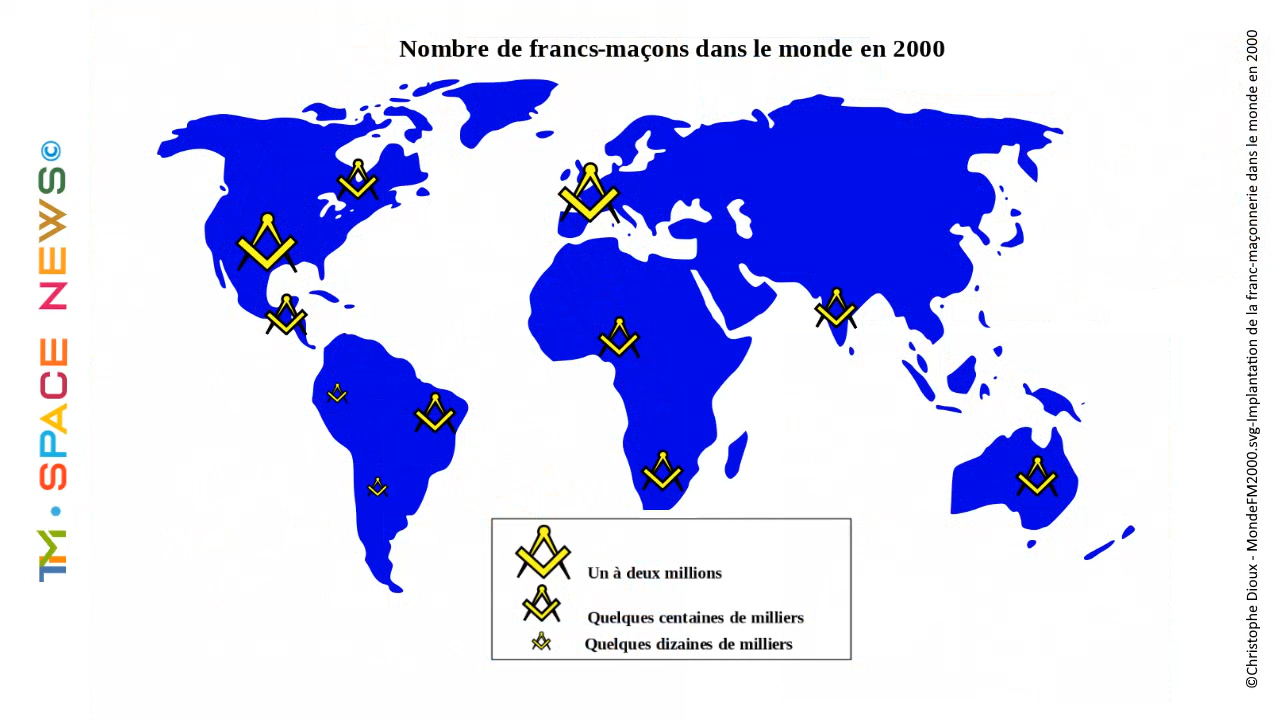 Nombre de francs-maçons dans le monde en 2000
TM • SPACE NEWS©
Un à deux millions
Quelques centaines de milliers
Quelques dizaines de milliers
©Christophe Dioux - MondeFM2000.svg-Implantation de la franc-maçonnerie dans le monde en 2000